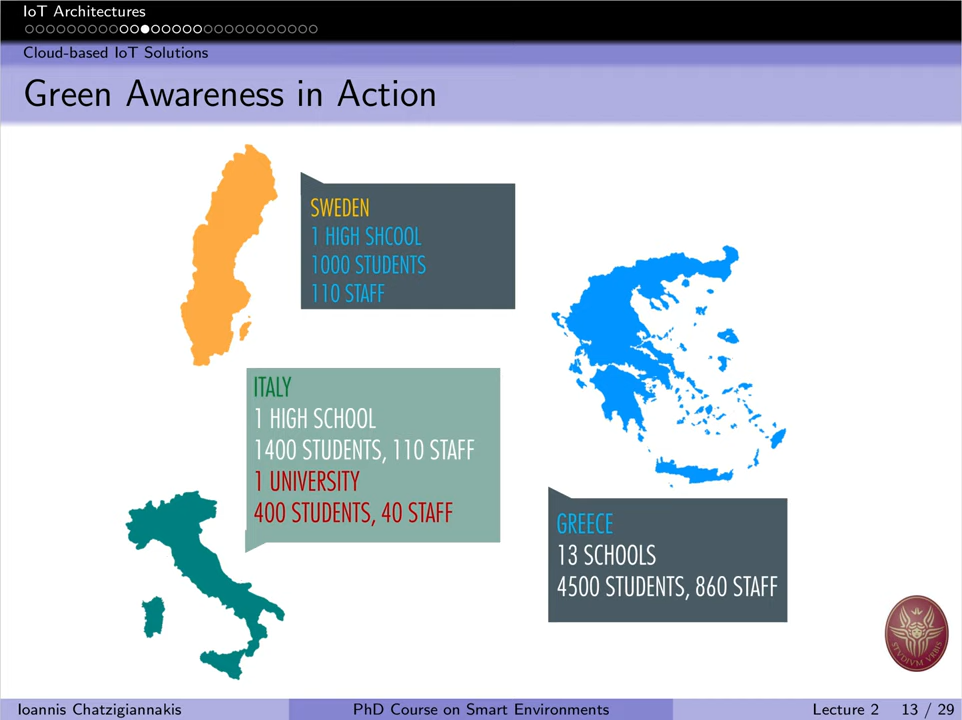 IoT Architectures
Cloud-based IoT Solutions
Green Awareness in Action
SWEDEN
1 HIGH SHCOOL
1000 STUDENTS
110 STAFF
ITALY
1 HIGH SCHOOL
1400 STUDENTS, 110 STAFF
1 UNIVERSITY
400 STUDENTS, 40 STAFF
GREECE
13 SCHOOLS
4500 STUDENTS, 860 STAFF
STVDIVM VRBIS
Ioannis Chatzigiannakis
PhD Course on Smart Environments
Lecture 2 13 / 29